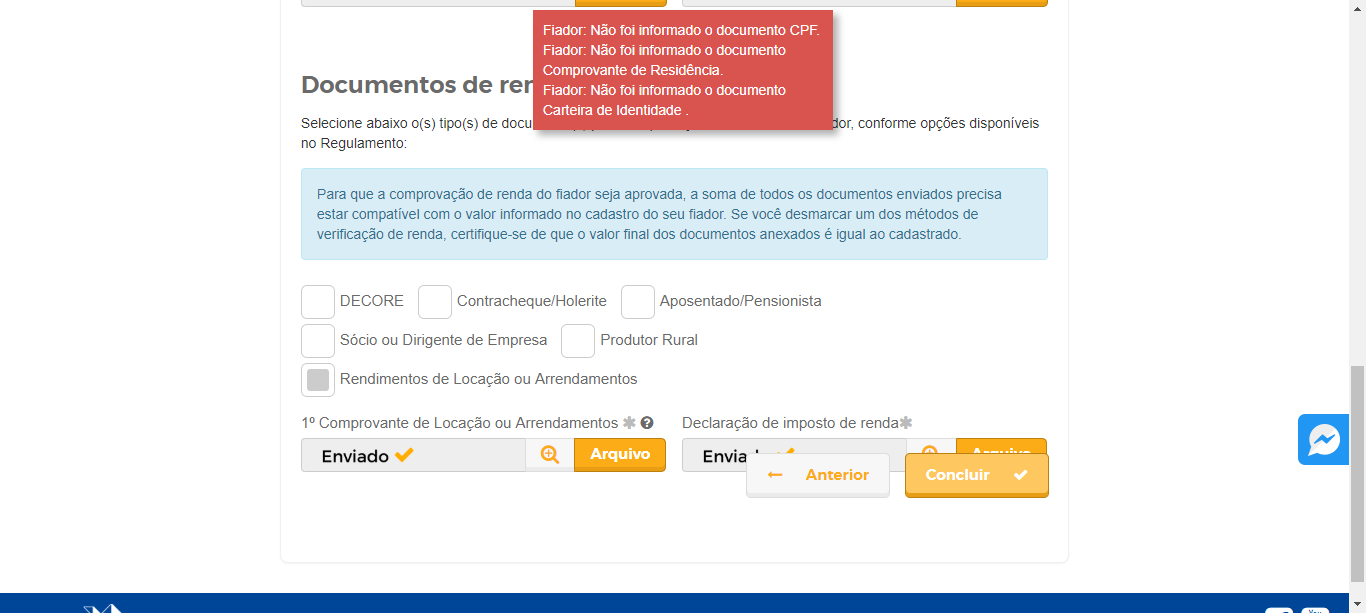 Fiador: Não foi informado o documento CPF.
Fiador: Não foi informado o documento
Comprovante de Residência.
Fiador: Não foi informado o documento
Carteira de Identidade .
Documentos de ren
Selecione abaixo o(s) tipo(s) de docu dor, conforme opções disponíveis
no Regulamento:
Para que a comprovação de renda do fiador seja aprovada, a soma de todos os documentos enviados precisa
estar compatível com o valor informado no cadastro do seu fiador. Se você desmarcar um dos métodos de
verificação de renda, certifique-se de que o valor final dos documentos anexados é igual ao cadastrado.
DECORE Contracheque/Holerite Aposentado/Pensionista
Sócio ou Dirigente de Empresa Produtor Rural
Rendimentos de Locação ou Arrendamentos
1º Comprovante de Locação ou Arrendamentos * ? Declaração de imposto de renda*
Enviado Arquivo Envia Arquivo
Anterior Concluir
You